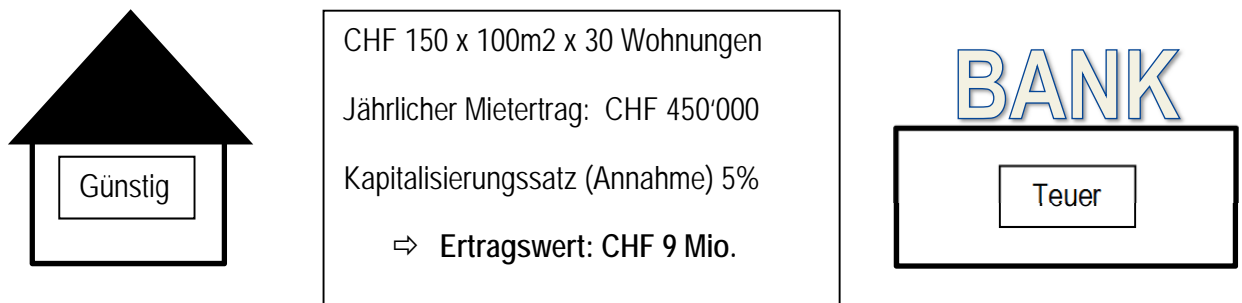 Günstig
CHF 150 x 100m2 x 30 Wohnungen
Jährlicher Mietertrag: CHF 450‘000
Kapitalisierungssatz (Annahme) 5%
⇨ Ertragswert: CHF 9 Mio.
BANK
Teuer